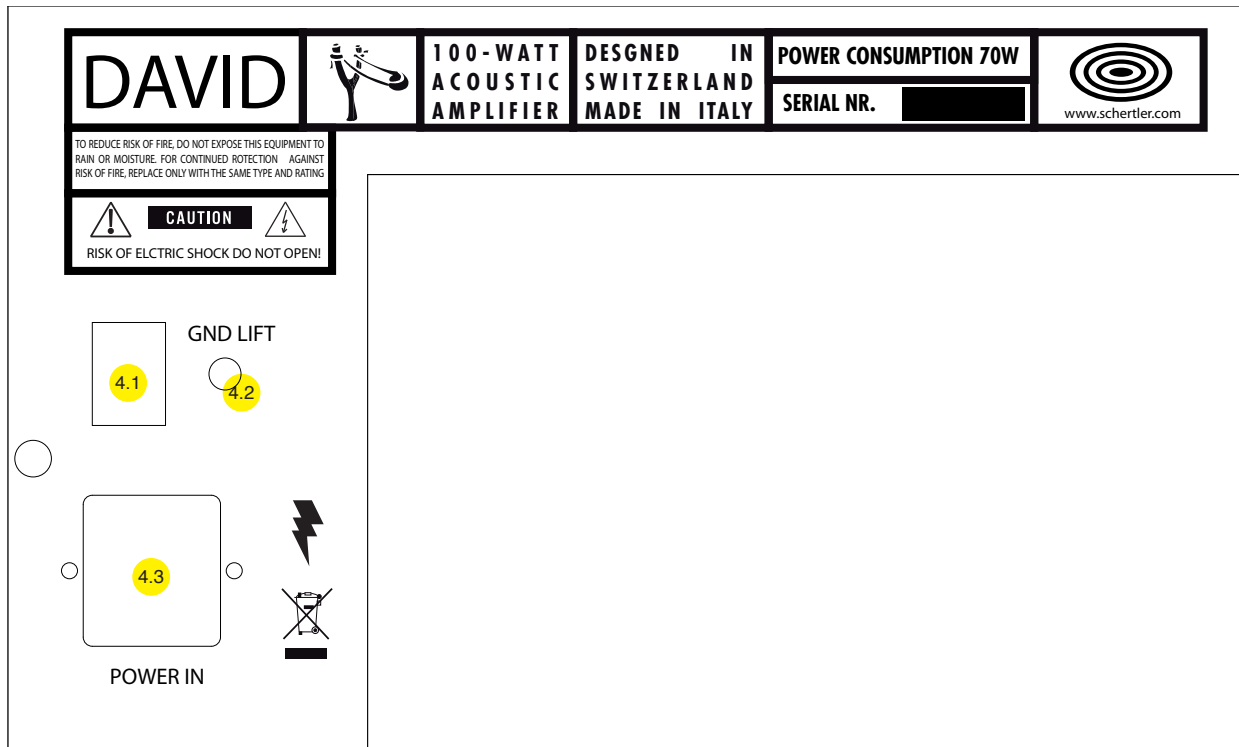 DAVID
100-WATT
ACOUSTIC
AMPLIFIER
DESGNED IN
SWITZERLAND
MADE IN ITALY
POWER CONSUMPTION 70W
SERIAL NR.
www.schertler.com
TO REDUCE RISK OF FIRE, DO NOT EXPOSE THIS EQUIPMENT TO
RAIN OR MOISTURE. FOR CONTINUED ROTECTION AGAINST
RISK OF FIRE, REPLACE ONLY WITH THE SAME TYPE AND RATING
CAUTION
RISK OF ELCTRIC SHOCK DO NOT OPEN!
GND LIFT
4.1
4.2
4.3
POWER IN